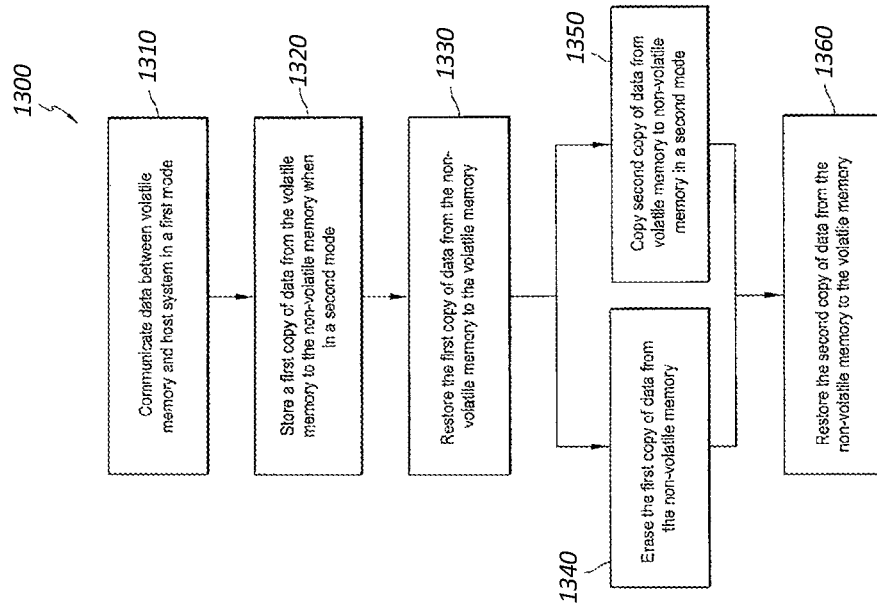 1300
1310
Communicate data between volatile
memory and host system in a first mode
1320
Store a first copy of data from the volatile
memory to the non-volatile memory when
in a second mode
1330
Restore the first copy of data from the non-
volatile memory to the volatile memory
1340
Erase the first copy of data from
the non-volatile memory
1350
Copy second copy of data from
volatile memory to non-volatile
memory in a second mode
1360
Restore the second copy of data from the
non-volatile memory to the volatile memory